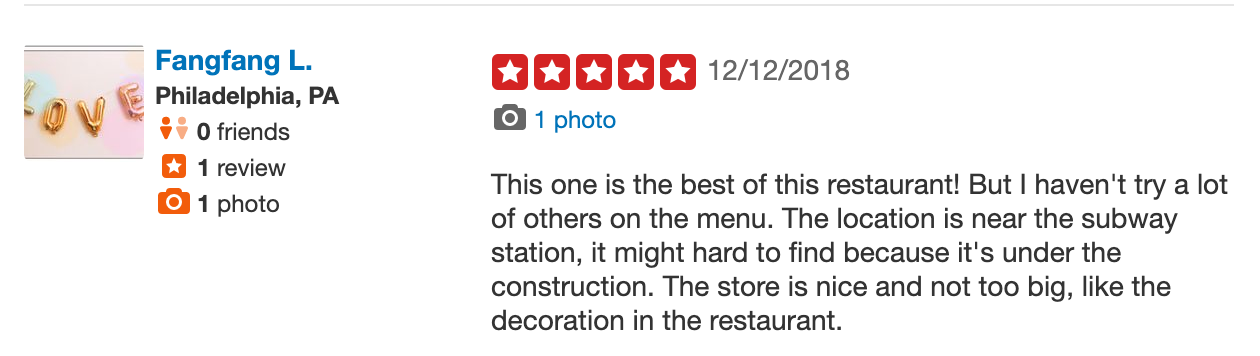 LOVE
Fangfang L.
Philadelphia, PA
0 friends
1 review
1 photo
12/12/2018
1 photo
This one is the best of this restaurant! But I haven't try a lot
of others on the menu. The location is near the subway
station, it might hard to find because it's under the
construction. The store is nice and not too big, like the
decoration in the restaurant.